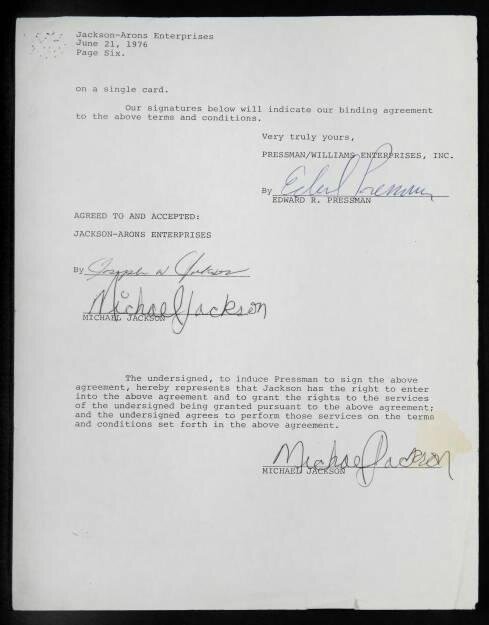 Jackson-Arons Enterprises
June 21, 1976
Page Six.
on a single card.
Our signatures below will indicate our binding agreement
to the above terms and conditions.
Very truly yours,
PRESSMAN/WILLIAMS ENTERPRISES, INC.
By Edward Pressman
EDWARD R. PRESSMAN
AGREED TO AND ACCEPTED:
JACKSON-ARONS ENTERPRISES
By Joseph W Jackson
Michael Jackson
MICHAEL JACKSON
The undersigned, to induce Pressman to sign the above
agreement, hereby represents that Jackson has the right to enter
into the above agreement and to grant the rights to the services
of the undersigned being granted pursuant to the above agreement;
and the undersigned agrees to perform those services on the terms
and conditions set forth in the above agreement.
Michael Jackson
MICHAEL JACKSON